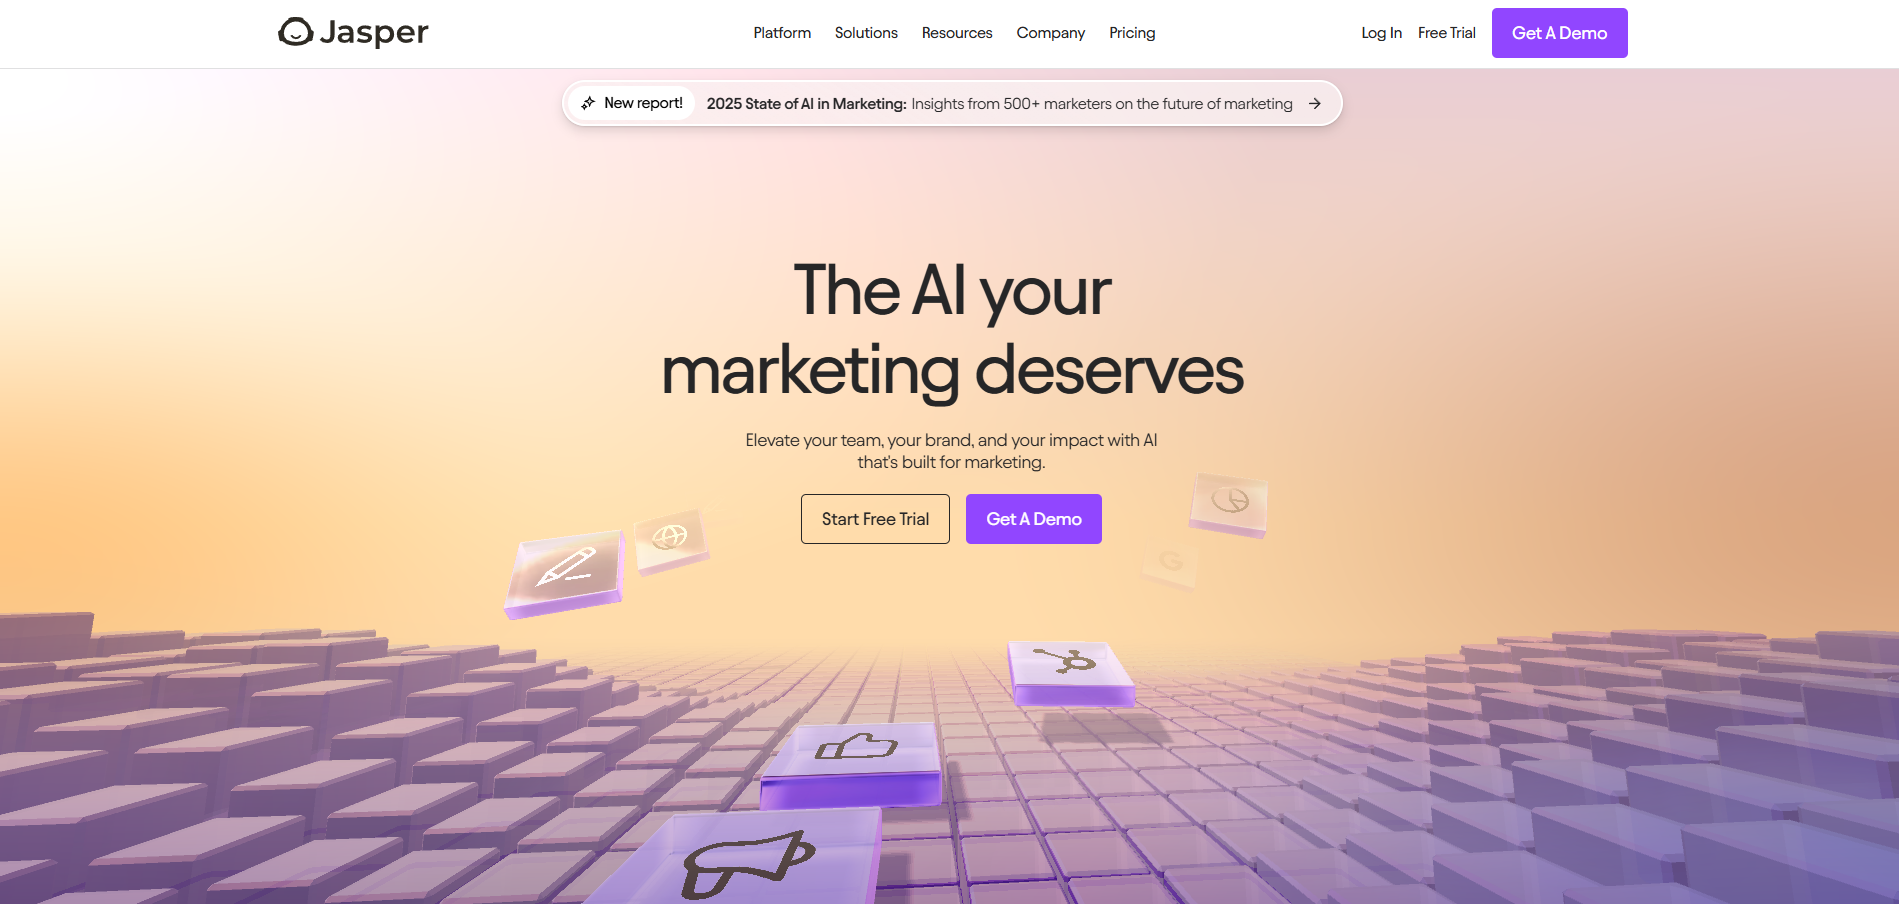 Jasper
Platform
Solutions
Resources
Company
Pricing
Log In
Free Trial
Get A Demo
New report!
2025 State of AI in Marketing: Insights from 500+ marketers on the future of marketing
The AI your
marketing deserves
Elevate your team, your brand, and your impact with AI
that's built for marketing.
Start Free Trial
Get A Demo
G